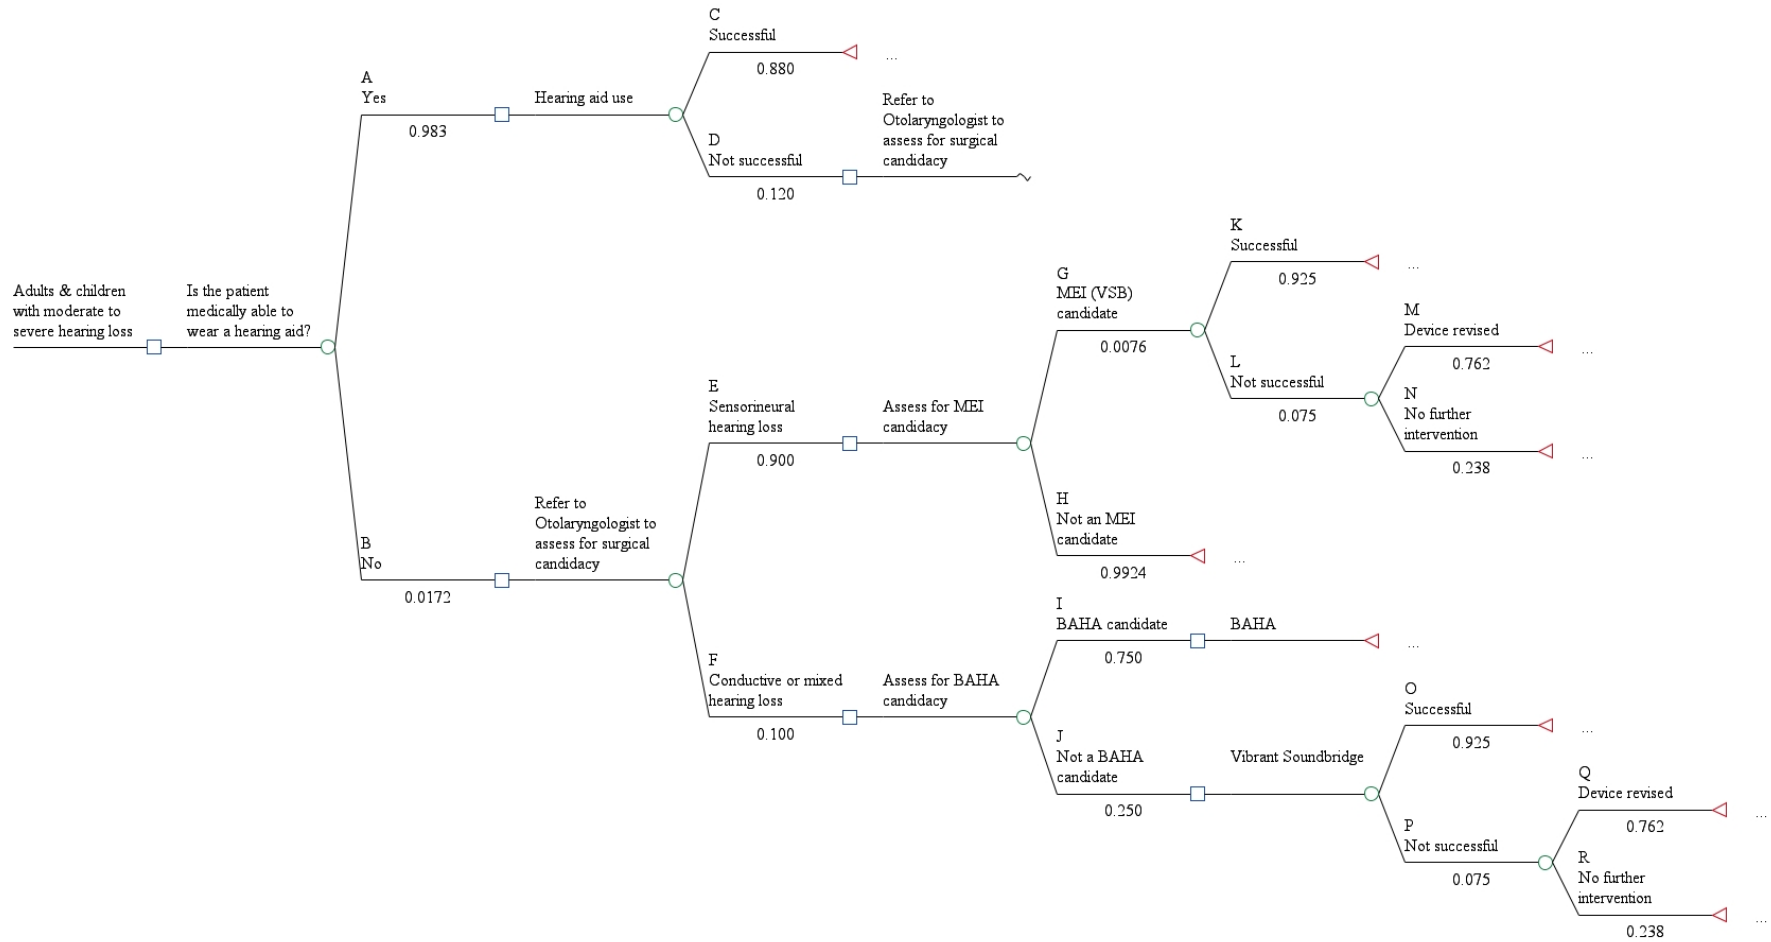 C
Successful
0.880
...
A
Yes
0.983
Hearing aid use
D
Not successful
0.120
Refer to
Otolaryngologist to
assess for surgical
candidacy
Adults & children
with moderate to
severe hearing loss
Is the patient
medically able to
wear a hearing aid?
B
No
0.0172
Refer to
Otolaryngologist to
assess for surgical
candidacy
E
Sensorineural
hearing loss
0.900
Assess for MEI
candidacy
G
MEI (VSB)
candidate
0.0076
K
Successful
0.925
...
L
Not successful
0.075
M
Device revised
0.762
...
N
No further
intervention
0.238
...
H
Not an MEI
candidate
0.9924
...
F
Conductive or mixed
hearing loss
0.100
Assess for BAHA
candidacy
I
BAHA candidate
0.750
BAHA
...
J
Not a BAHA
candidate
0.250
Vibrant Soundbridge
O
Successful
0.925
...
P
Not successful
0.075
Q
Device revised
0.762
...
R
No further
intervention
0.238
...